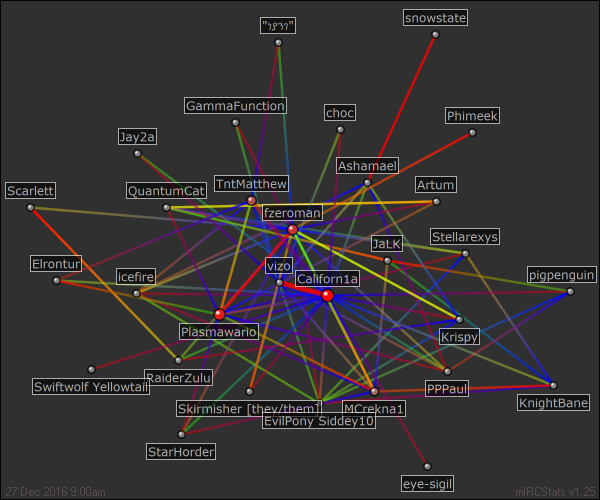 snowstate
GammaFunction
choc
Phimeek
Jay2a
Ashamael
TntMatthew
Scarlett
QuantumCat
Artum
fzeroman
Stellarexys
JaLK
Elrontur
vizo
icefire
Californ1a
pigpenguin
Plasmawario
Krispy
Swiftwolf Yellowtail
RaiderZulu
PPPaul
Skirmisher [they/them]
MCrekna1
KnightBane
EvilPony Siddey10
StarHorder
eye-sigil
27 Dec 2016 9:00am
mIRCStats v1.25